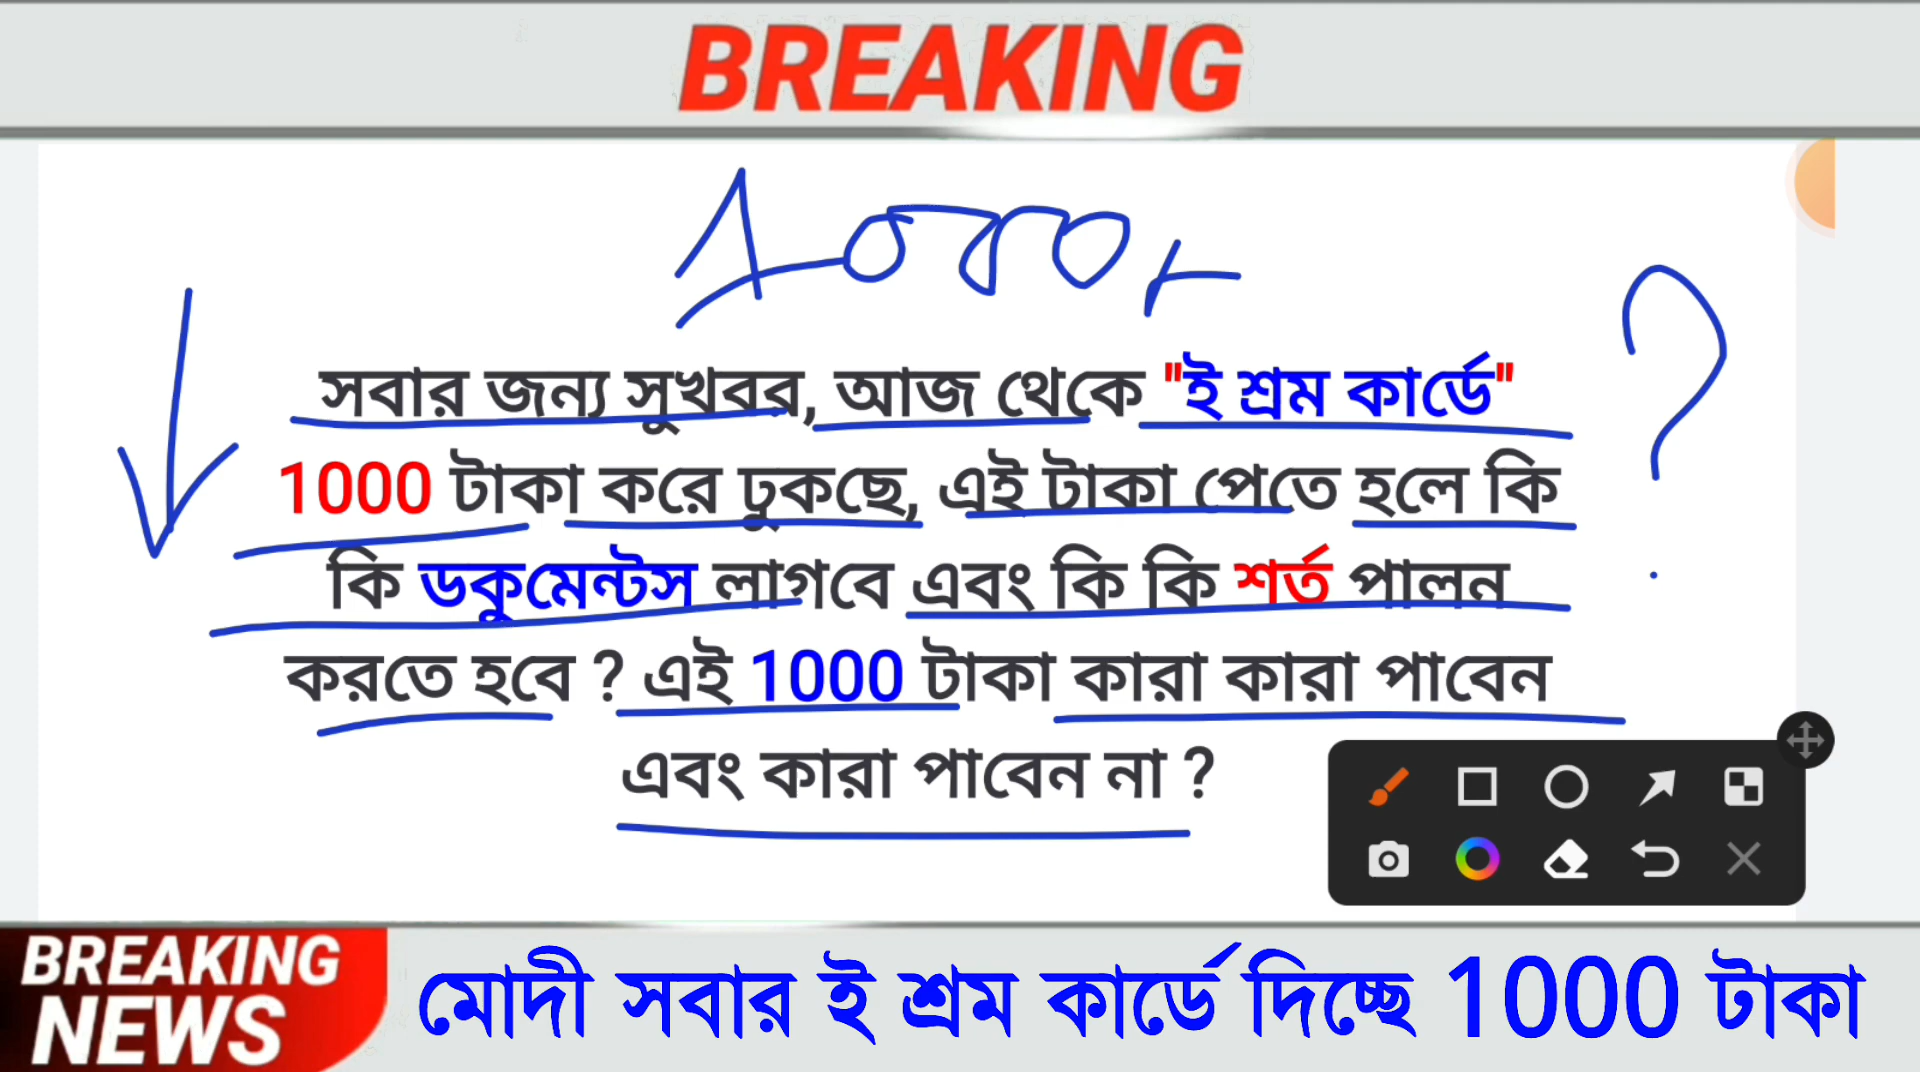 BREAKING
1000
সবার জন্য সুখবর, আজ থেকে "ই শ্রম কার্ডে"
1000 টাকা করে ঢুকছে, এই টাকা পেতে হলে কি
কি ডকুমেন্টস লাগবে এবং কি কি শর্ত পালন
করতে হবে ? এই 1000 টাকা কারা কারা পাবেন
এবং কারা পাবেন না ?
?
BREAKING
NEWS
মোদী সবার ই শ্রম কার্ডে দিচ্ছে 1000 টাকা